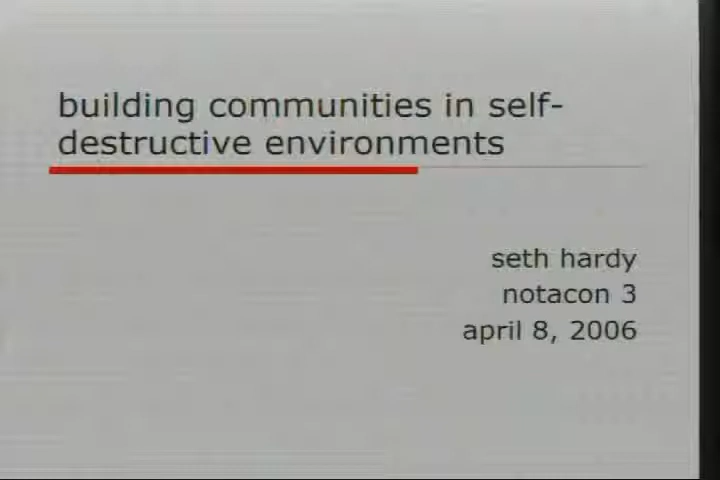 building communities in self-
destructive environments
seth hardy
notacon 3
april 8, 2006